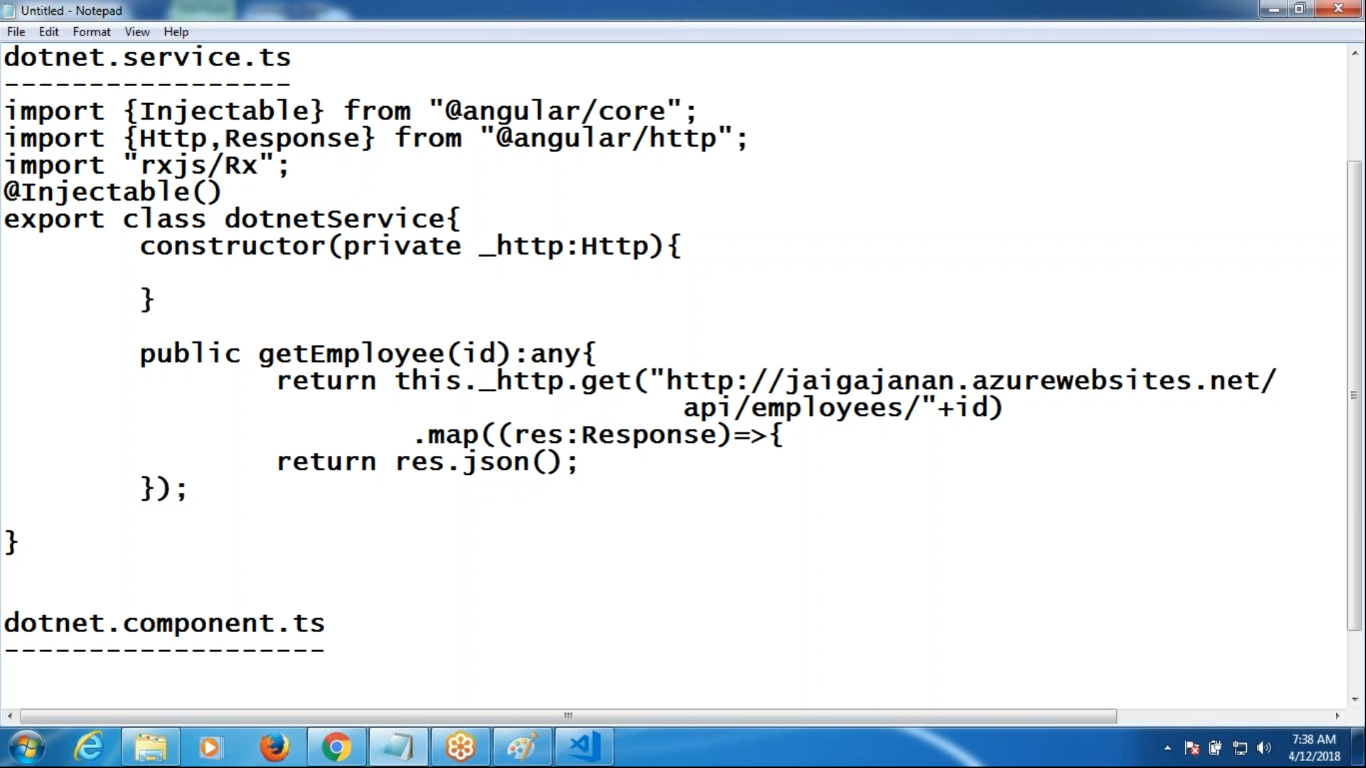 Untitled - Notepad
File Edit Format View Help
dotnet.service.ts
-----------------
import {Injectable} from "@angular/core";
import {Http,Response} from "@angular/http";
import "rxjs/Rx";
@Injectable()
export class dotnetService{
constructor(private _http:Http){
}
public getEmployee(id):any{
return this._http.get("http://jaigajanan.azurewebsites.net/
api/employees/"+id)
.map((res:Response)=>{
return res.json();
});
}
dotnet.component.ts
-------------------
7:38 AM
4/12/2018